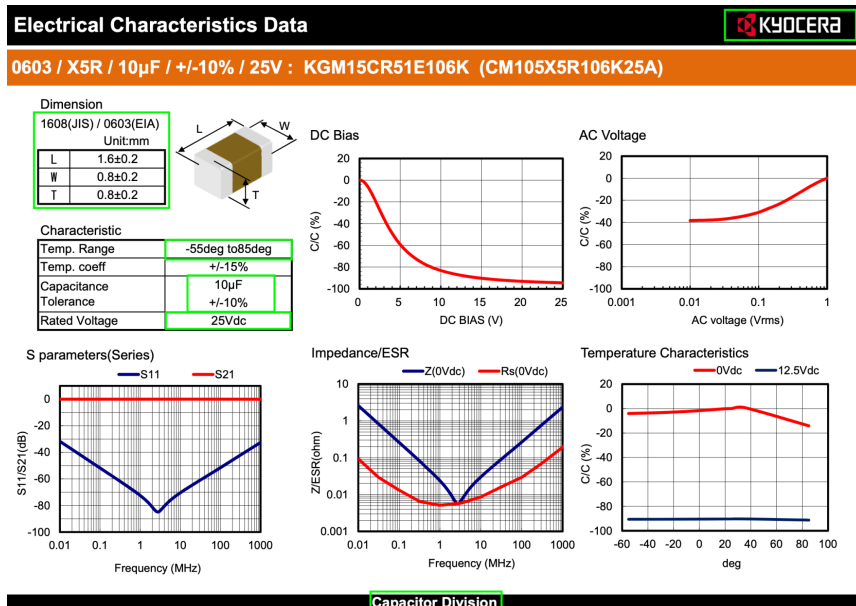 Electrical Characteristics Data
KYOCERA
0603 / X5R / 10µF / +/-10% / 25V : KGM15CR51E106K (CM105X5R106K25A)
Dimension
1608(JIS) / 0603(EIA)
Unit:mm
L 1.6±0.2
W 0.8±0.2
T 0.8±0.2
L
W
T
Characteristic
Temp. Range -55deg to85deg
Temp. coeff +/-15%
Capacitance 10µF
Tolerance +/-10%
Rated Voltage 25Vdc
DC Bias
C/C (%)
20
0
-20
-40
-60
-80
-100
0 5 10 15 20 25
DC BIAS (V)
AC Voltage
C/C (%)
20
0
-20
-40
-60
-80
-100
0.001 0.01 0.1 1
AC voltage (Vrms)
S parameters(Series)
S11 S21
S11/S21(dB)
0
-20
-40
-60
-80
-100
0.01 0.1 1 10 100 1000
Frequency (MHz)
Impedance/ESR
Z(0Vdc) Rs(0Vdc)
Z/ESR(ohm)
10
1
0.1
0.01
0.001
0.01 0.1 1 10 100 1000
Frequency (MHz)
Temperature Characteristics
0Vdc 12.5Vdc
C/C (%)
20
0
-20
-40
-60
-80
-100
-60 -40 -20 0 20 40 60 80 100
deg
Capacitor Division